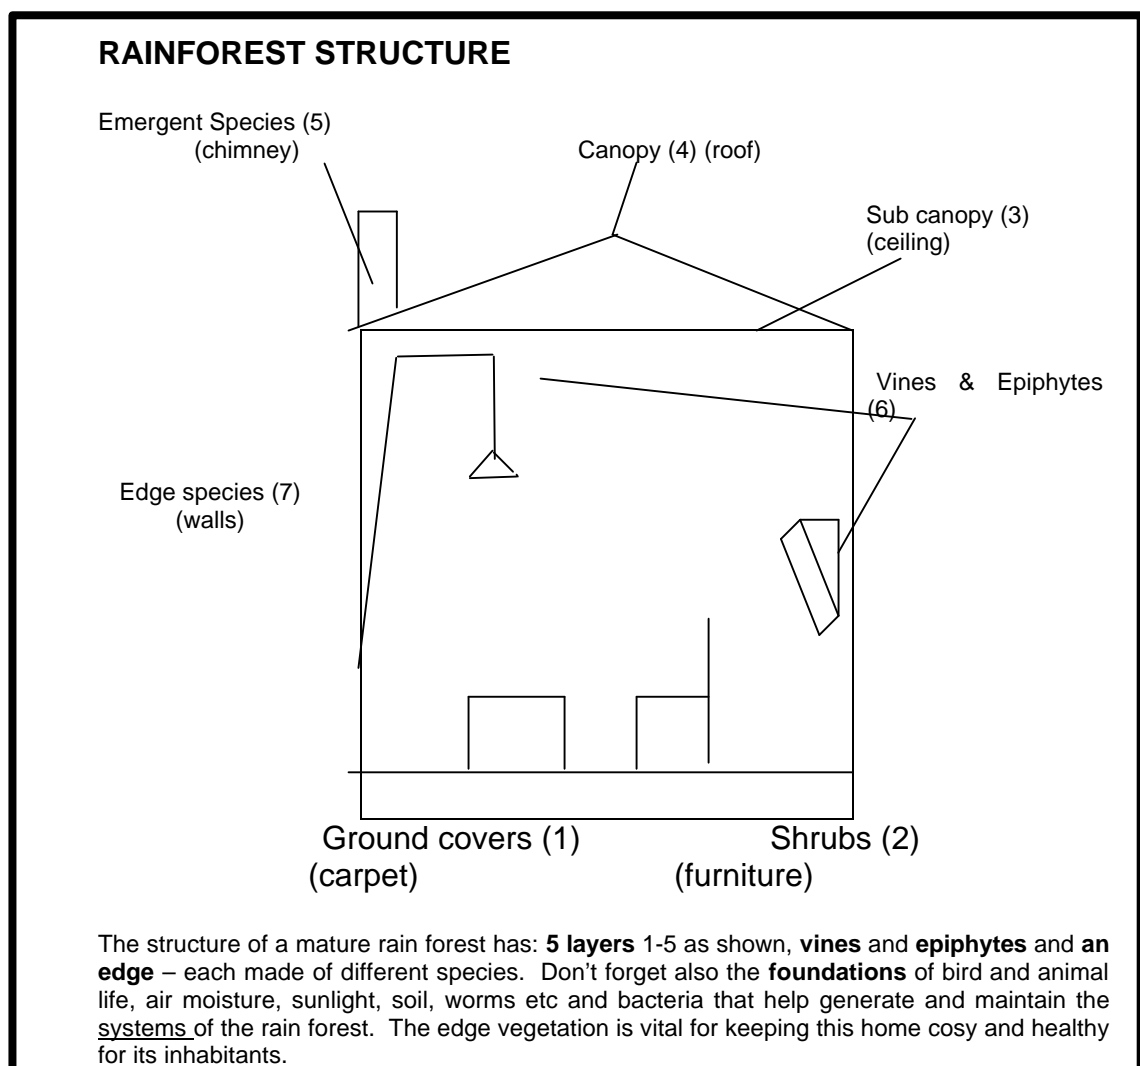 RAINFOREST STRUCTURE
Emergent Species (5)
(chimney)
Canopy (4) (roof)
Sub canopy (3)
(ceiling)
Vines & Epiphytes
(6)
Edge species (7)
(walls)
Ground covers (1) Shrubs (2)
(carpet) (furniture)
The structure of a mature rain forest has: 5 layers 1-5 as shown, vines and epiphytes and an
edge – each made of different species. Don’t forget also the foundations of bird and animal
life, air moisture, sunlight, soil, worms etc and bacteria that help generate and maintain the
systems of the rain forest. The edge vegetation is vital for keeping this home cosy and healthy
for its inhabitants.